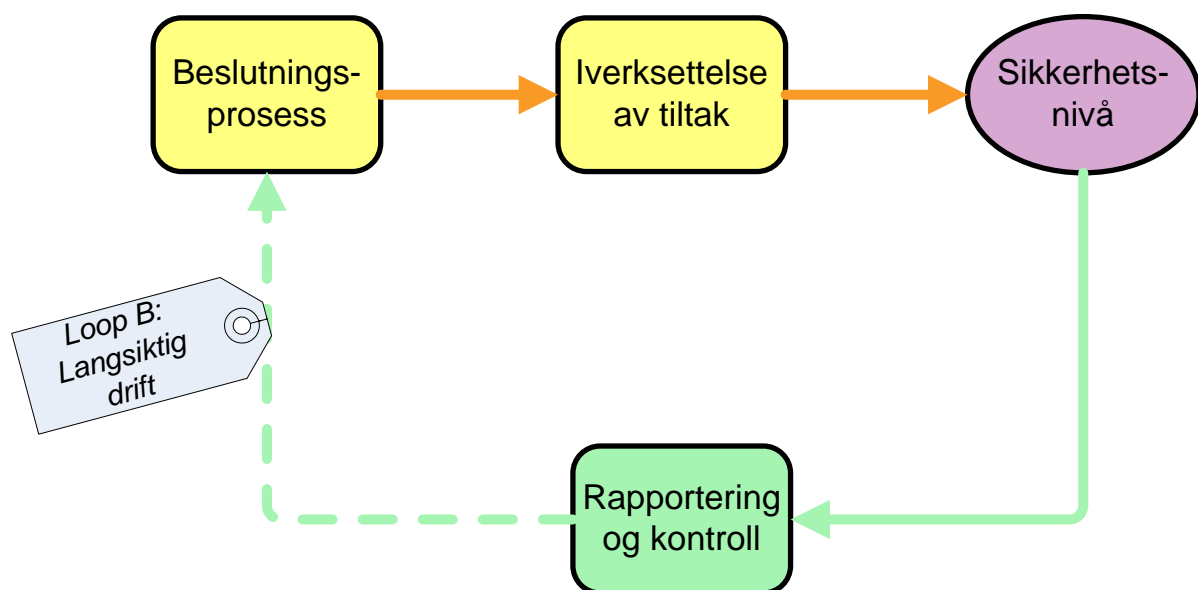 Beslutnings-
prosess
Iverksettelse
av tiltak
Sikkerhets-
nivå
Loop B:
Langsiktig
drift
Rapportering
og kontroll